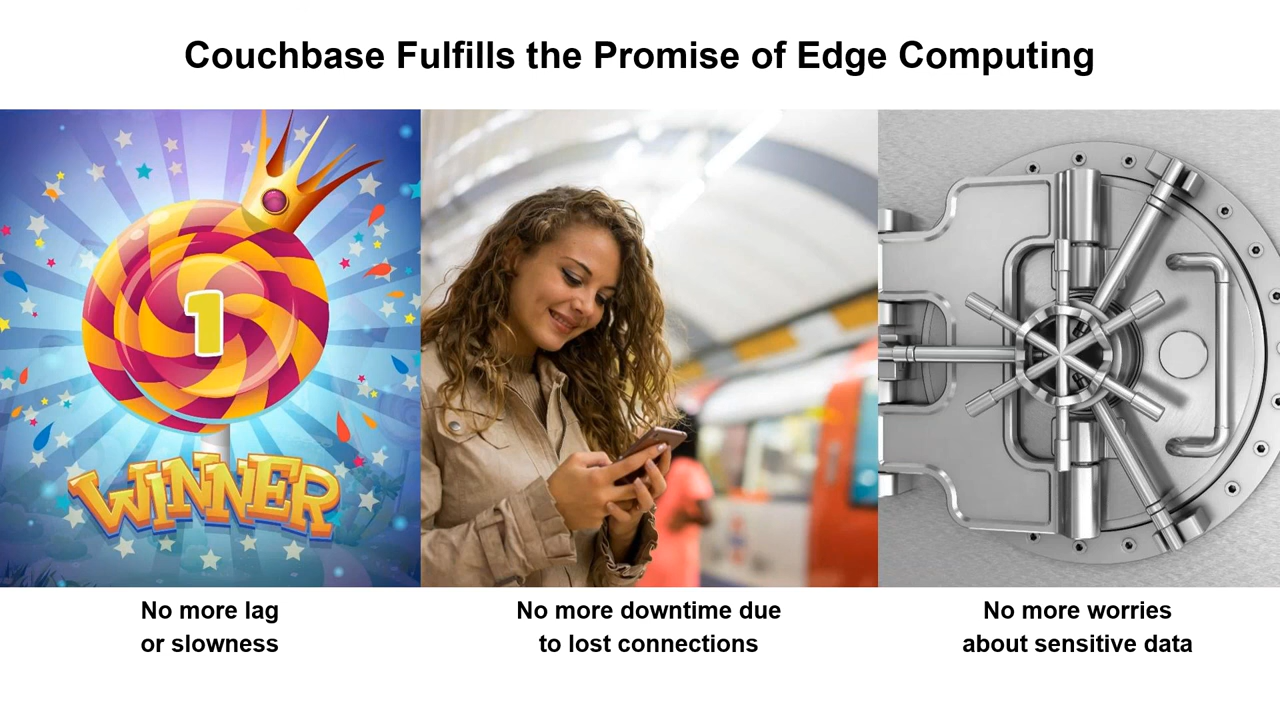 Couchbase Fulfills the Promise of Edge Computing
1
WINNER
No more lag
or slowness
No more downtime due
to lost connections
No more worries
about sensitive data